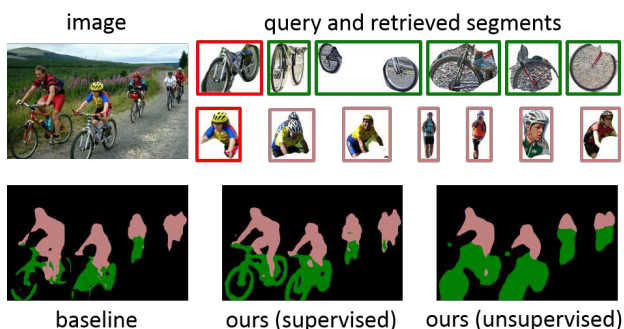 image
query and retrieved segments
baseline
ours (supervised)
ours (unsupervised)